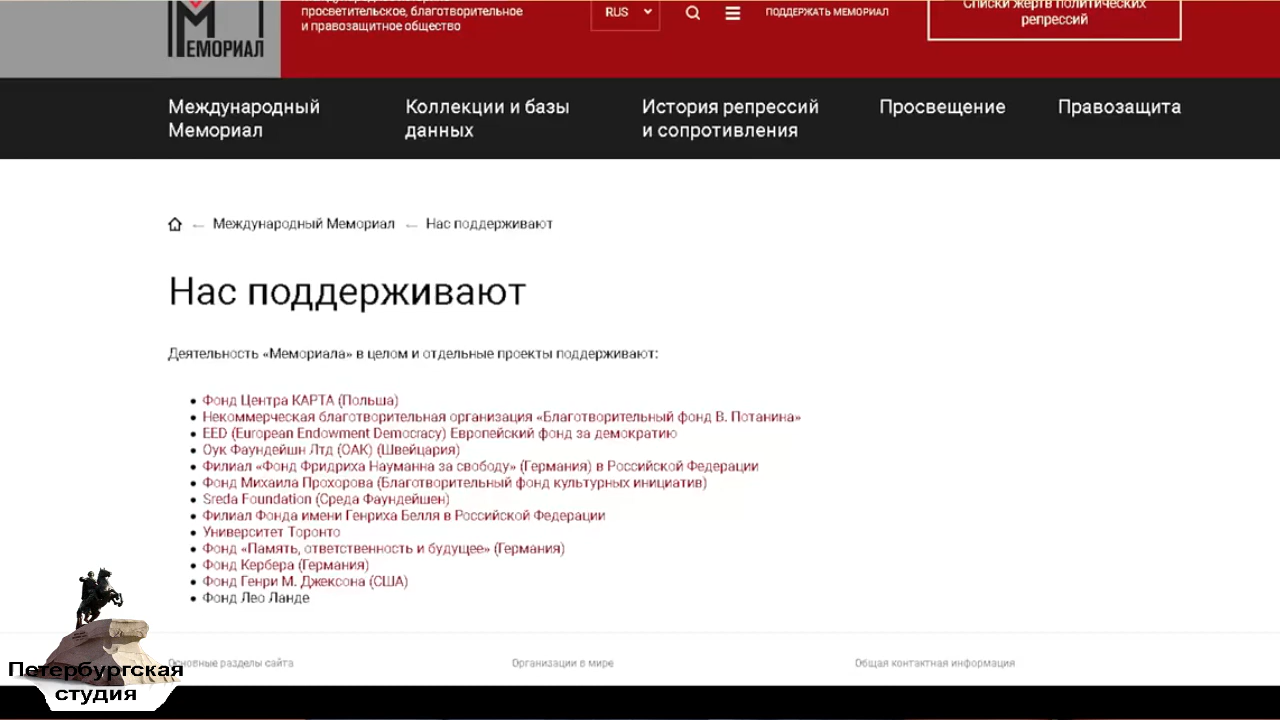 просветительское, благотворительное
и правозащитное общество
МЕМОРИАЛ
RUS
ПОДДЕРЖАТЬ МЕМОРИАЛ
Списки жертв политических
репрессий
Международный
Мемориал
Коллекции и базы
данных
История репрессий
и сопротивления
Просвещение
Правозащита
Международный Мемориал ← Нас поддерживают
Нас поддерживают
Деятельность «Мемориала» в целом и отдельные проекты поддерживают:
• Фонд Центра КАРТА (Польша)
• Некоммерческая благотворительная организация «Благотворительный фонд В. Потанина»
• EED (European Endowment Democracy) Европейский фонд за демократию
• Оук Фаундейшн Лтд (ОАК) (Швейцария)
• Филиал «Фонд Фридриха Науманна за свободу» (Германия) в Российской Федерации
• Фонд Михаила Прохорова (Благотворительный фонд культурных инициатив)
• Sreda Foundation (Среда Фаундейшен)
• Филиал Фонда имени Генриха Белля в Российской Федерации
• Университет Торонто
• Фонд «Память, ответственность и будущее» (Германия)
• Фонд Кербера (Германия)
• Фонд Генри М. Джексона (США)
• Фонд Лео Ланде
Основные разделы сайта
Организации в мире
Общая контактная информация
Петербургская
студия